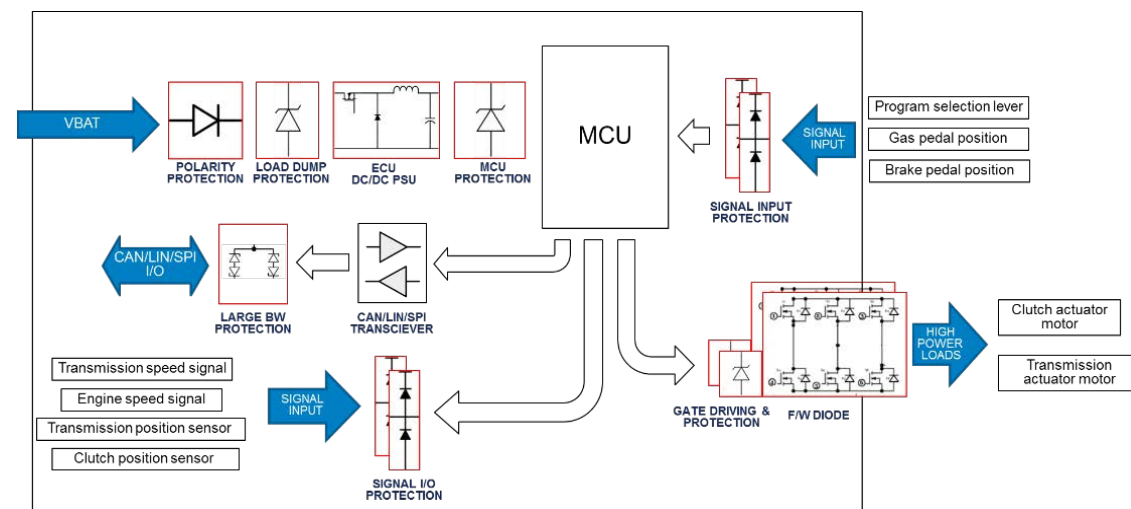 VBAT
POLARITY
PROTECTION
LOAD DUMP
PROTECTION
ECU
DC/DC PSU
MCU
PROTECTION
MCU
SIGNAL
INPUT
SIGNAL INPUT
PROTECTION
Program selection lever
Gas pedal position
Brake pedal position
CAN/LIN/SPI
I/O
LARGE BW
PROTECTION
CAN/LIN/SPI
TRANSCIEVER
Transmission speed signal
Engine speed signal
Transmission position sensor
Clutch position sensor
SIGNAL
INPUT
SIGNAL I/O
PROTECTION
GATE DRIVING &
PROTECTION
F/W DIODE
HIGH
POWER
LOADS
Clutch actuator
motor
Transmission
actuator motor